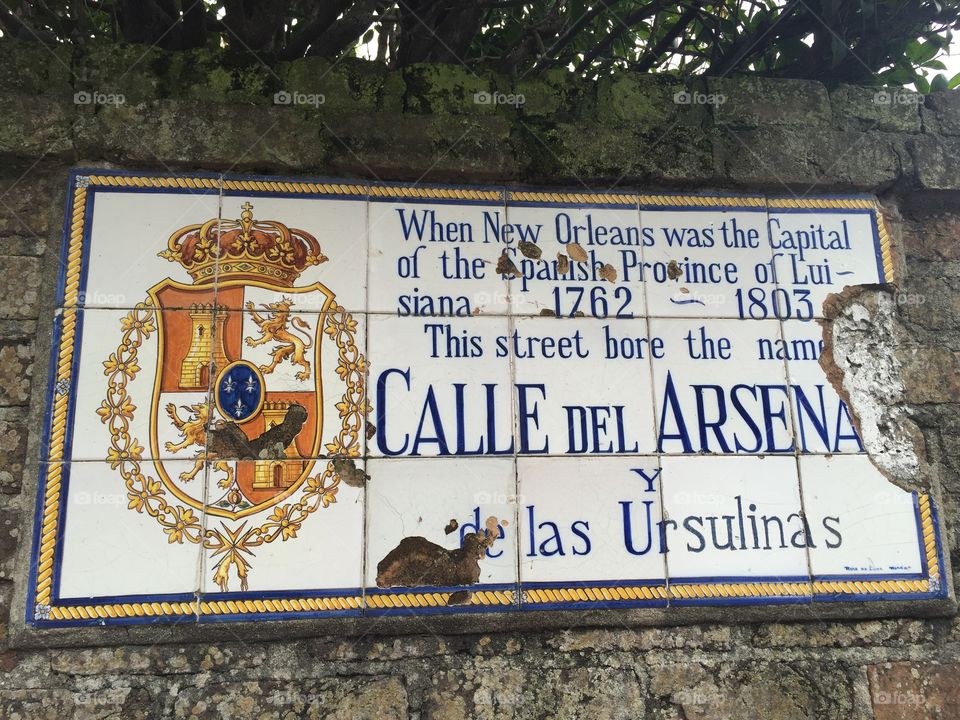 When New Orleans was the Capital
of the Spanish Province of Lui-
siana 1762 ~ 1803
This street bore the name
CALLE DEL ARSENA
Y
de las Ursulinas